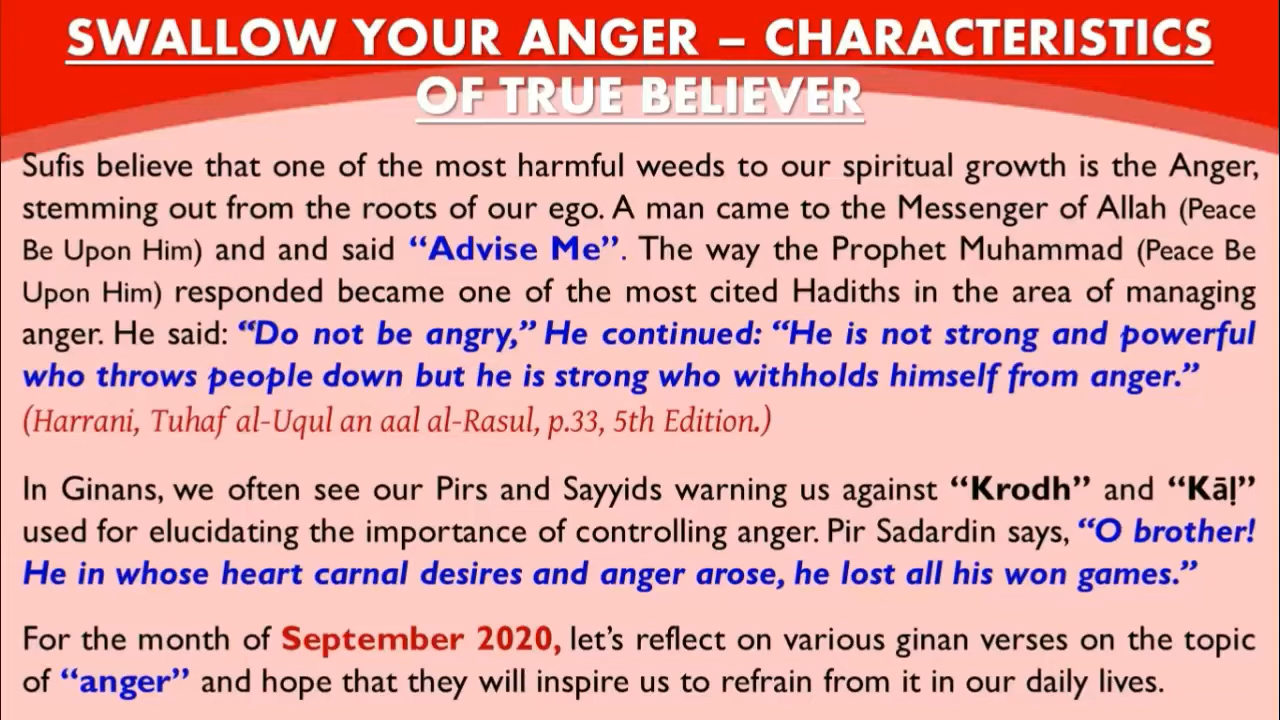 SWALLOW YOUR ANGER – CHARACTERISTICS
OF TRUE BELIEVER
Sufis believe that one of the most harmful weeds to our spiritual growth is the Anger,
stemming out from the roots of our ego. A man came to the Messenger of Allah (Peace
Be Upon Him) and and said “Advise Me”. The way the Prophet Muhammad (Peace Be
Upon Him) responded became one of the most cited Hadiths in the area of managing
anger. He said: “Do not be angry,” He continued: “He is not strong and powerful
who throws people down but he is strong who withholds himself from anger.”
(Harrani, Tuhaf al-Uqul an aal al-Rasul, p.33, 5th Edition.)
In Ginans, we often see our Pirs and Sayyids warning us against “Krodh” and “Kāḷ”
used for elucidating the importance of controlling anger. Pir Sadardin says, “O brother!
He in whose heart carnal desires and anger arose, he lost all his won games.”
For the month of September 2020, let’s reflect on various ginan verses on the topic
of “anger” and hope that they will inspire us to refrain from it in our daily lives.